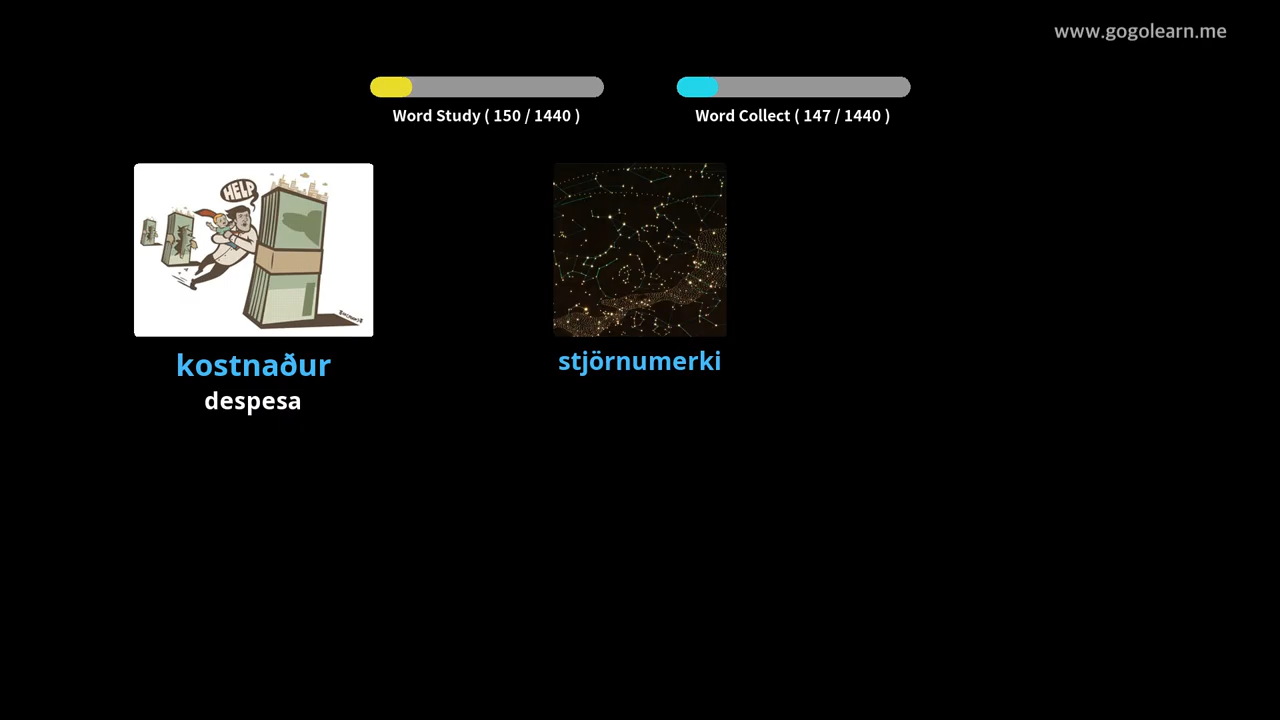 www.gogolearn.me
Word Study ( 150 / 1440 )
Word Collect ( 147 / 1440 )
HELP
kostnaður
despesa
stjörnumerki